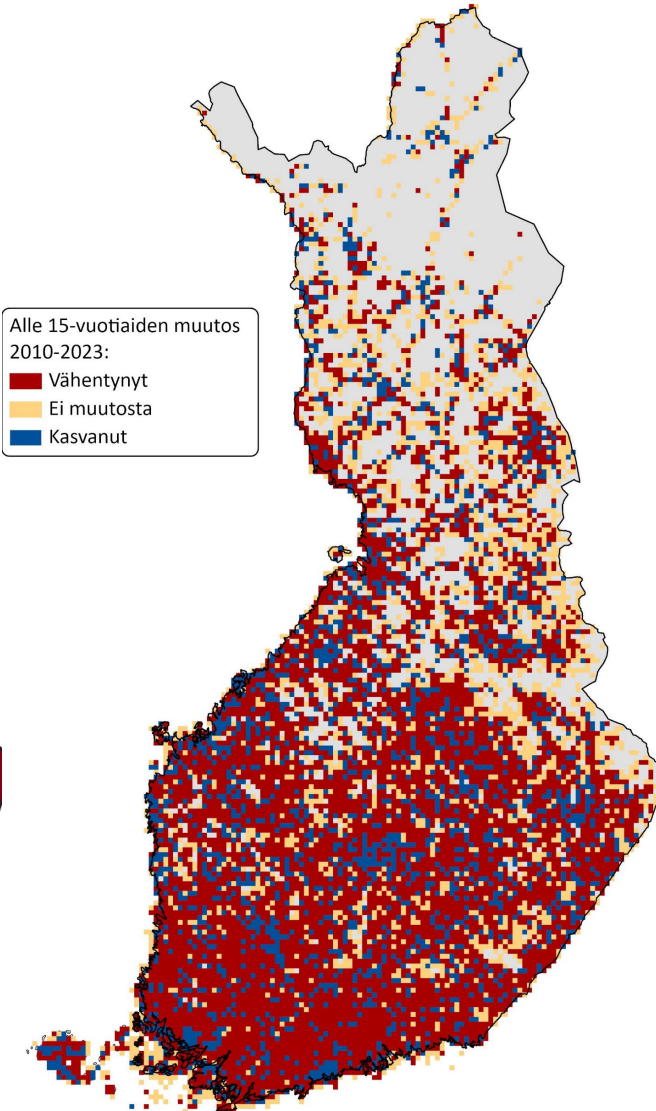 Alle 15-vuotiaiden muutos
2010-2023:
Vähentynyt
Ei muutosta
Kasvanut